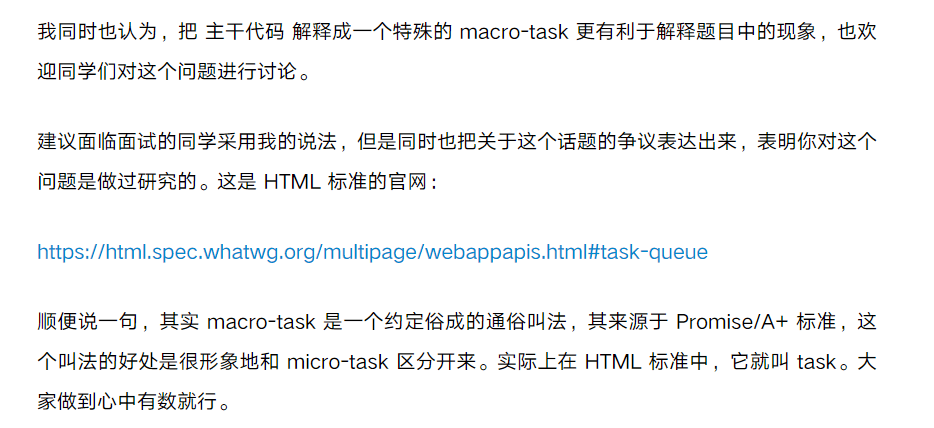 我同时也认为，把 主干代码 解释成一个特殊的 macro-task 更有利于解释题目中的现象，也欢
迎同学们对这个问题进行讨论。
建议面临面试的同学采用我的说法，但是同时也把关于这个话题的争议表达出来，表明你对这个
问题是做过研究的。这是 HTML 标准的官网：
https://html.spec.whatwg.org/multipage/webappapis.html#task-queue
顺便说一句，其实 macro-task 是一个约定俗成的通俗叫法，其来源于 Promise/A+ 标准，这
个叫法的好处是很形象地和 micro-task 区分开来。实际上在 HTML 标准中，它就叫 task。大
家做到心中有数就行。